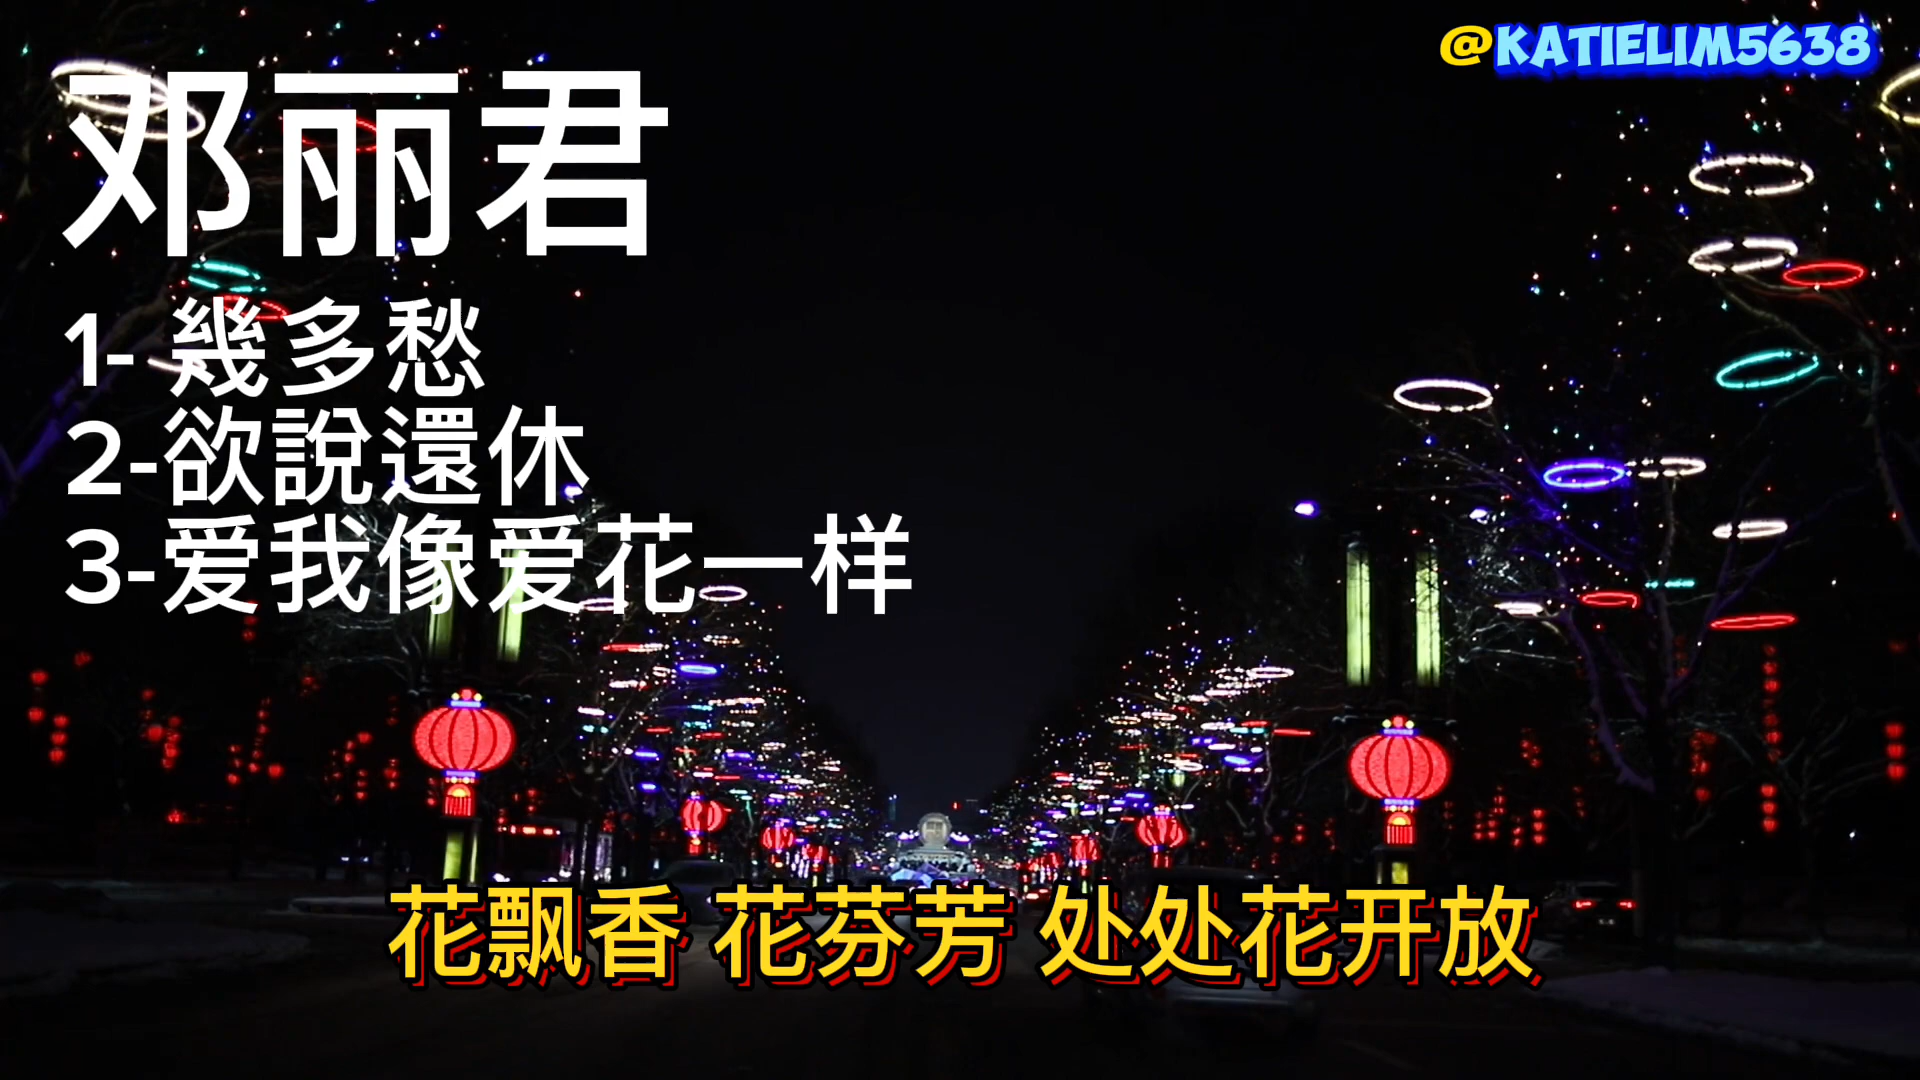 @KATIELIM5638
邓丽君
1- 幾多愁
2-欲說還休
3-爱我像爱花一样
花飘香 花芬芳 处处花开放